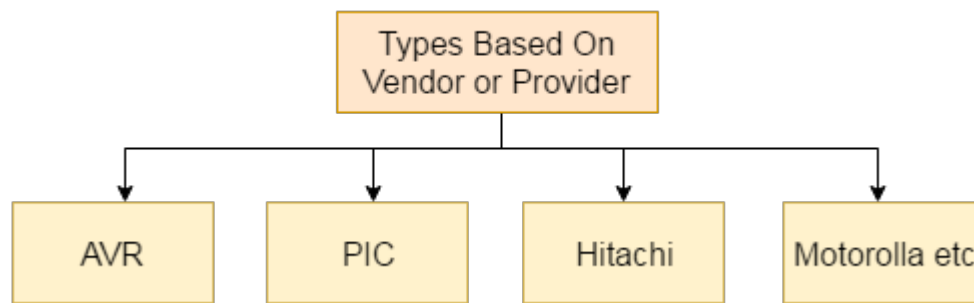 Types Based On
Vendor or Provider
AVR
PIC
Hitachi
Motorolla etc